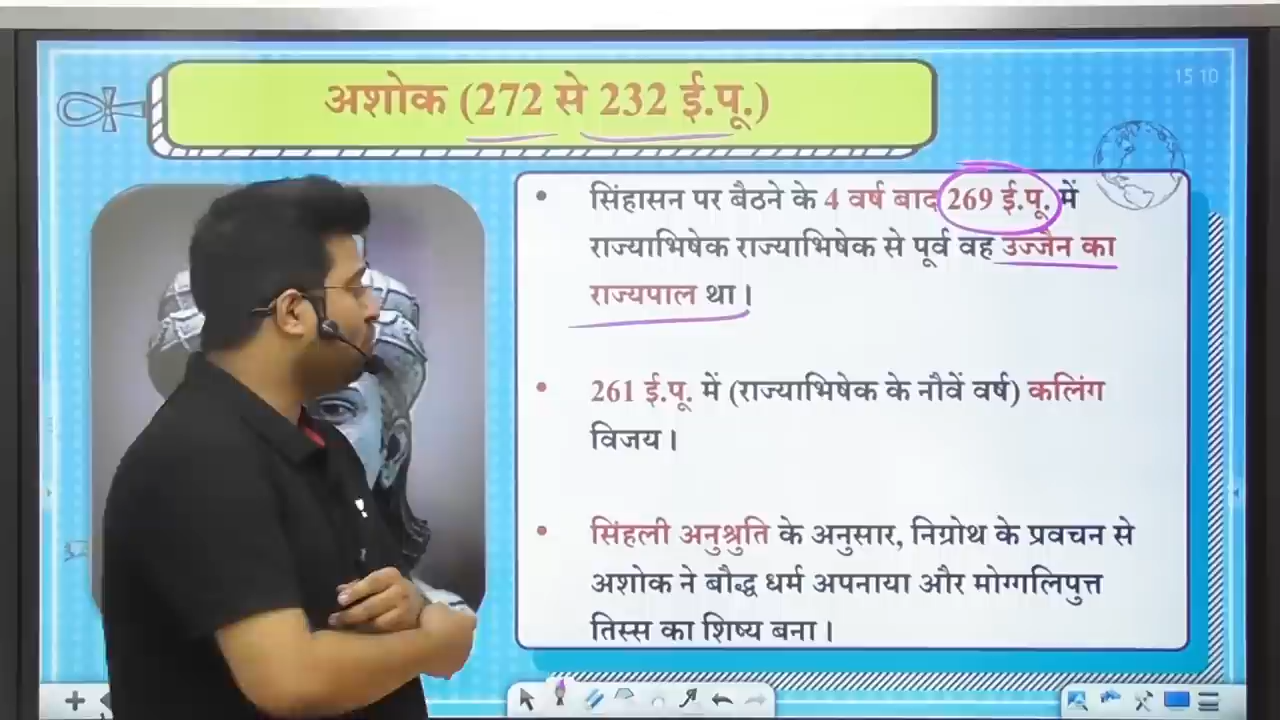 अशोक (272 से 232 ई.पू.)
15 10
सिंहासन पर बैठने के 4 वर्ष बाद 269 ई.पू. में
राज्याभिषेक राज्याभिषेक से पूर्व वह उज्जैन का
राज्यपाल था।
261 ई.पू. में (राज्याभिषेक के नौवें वर्ष) कलिंग
विजय।
सिंहली अनुश्रुति के अनुसार, निग्रोथ के प्रवचन से
अशोक ने बौद्ध धर्म अपनाया और मोग्गलिपुत्त
तिस्स का शिष्य बना।